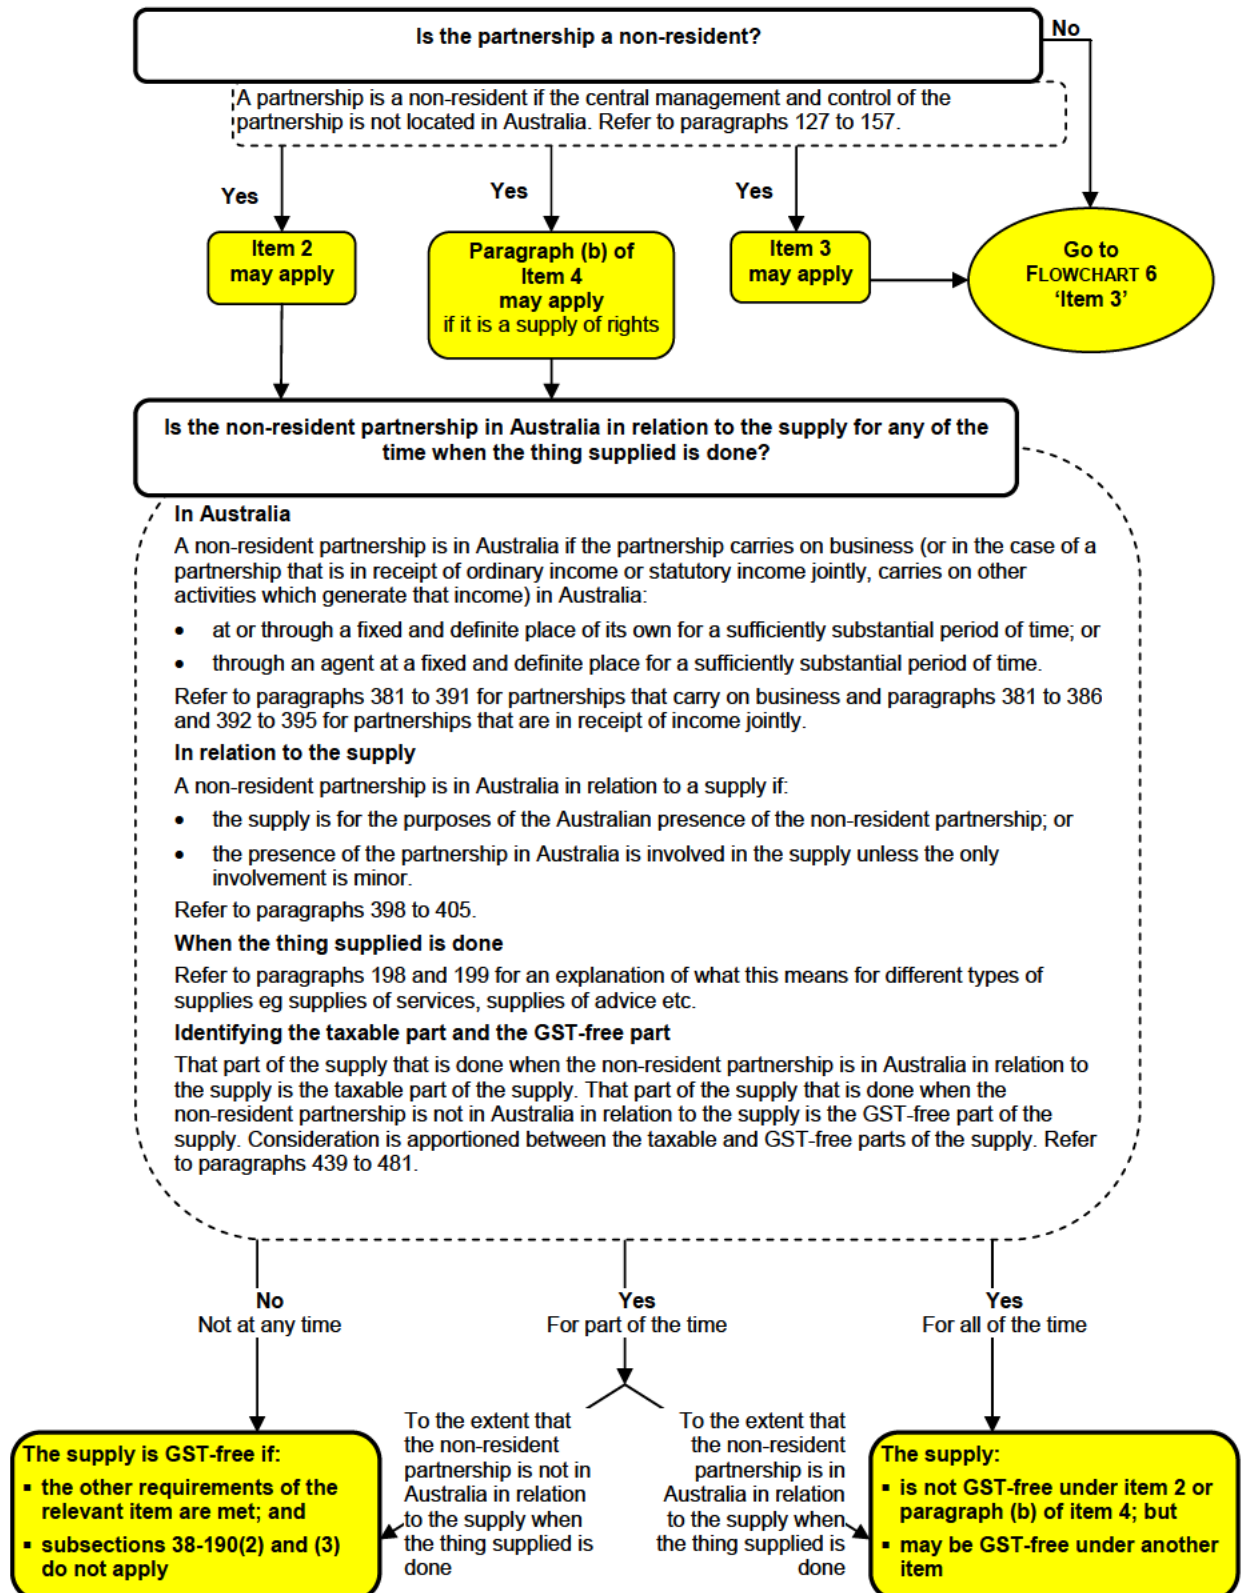 Is the partnership a non-resident?
No
A partnership is a non-resident if the central management and control of the
partnership is not located in Australia. Refer to paragraphs 127 to 157.
Yes
Yes
Yes
Item 2
may apply
Paragraph (b) of
Item 4
may apply
if it is a supply of rights
Item 3
may apply
Go to
FLOWCHART 6
‘Item 3’
Is the non-resident partnership in Australia in relation to the supply for any of the
time when the thing supplied is done?
In Australia
A non-resident partnership is in Australia if the partnership carries on business (or in the case of a
partnership that is in receipt of ordinary income or statutory income jointly, carries on other
activities which generate that income) in Australia:
• at or through a fixed and definite place of its own for a sufficiently substantial period of time; or
• through an agent at a fixed and definite place for a sufficiently substantial period of time.
Refer to paragraphs 381 to 391 for partnerships that carry on business and paragraphs 381 to 386
and 392 to 395 for partnerships that are in receipt of income jointly.
In relation to the supply
A non-resident partnership is in Australia in relation to a supply if:
• the supply is for the purposes of the Australian presence of the non-resident partnership; or
• the presence of the partnership in Australia is involved in the supply unless the only
involvement is minor.
Refer to paragraphs 398 to 405.
When the thing supplied is done
Refer to paragraphs 198 and 199 for an explanation of what this means for different types of
supplies eg supplies of services, supplies of advice etc.
Identifying the taxable part and the GST-free part
That part of the supply that is done when the non-resident partnership is in Australia in relation to
the supply is the taxable part of the supply. That part of the supply that is done when the
non-resident partnership is not in Australia in relation to the supply is the GST-free part of the
supply. Consideration is apportioned between the taxable and GST-free parts of the supply. Refer
to paragraphs 439 to 481.
No
Not at any time
Yes
For part of the time
Yes
For all of the time
The supply is GST-free if:
▪ the other requirements of the
relevant item are met; and
▪ subsections 38-190(2) and (3)
do not apply
To the extent that
the non-resident
partnership is not in
Australia in relation
to the supply when
the thing supplied is
done
To the extent that
the non-resident
partnership is in
Australia in relation
to the supply when
the thing supplied is
done
The supply:
▪ is not GST-free under item 2 or
paragraph (b) of item 4; but
▪ may be GST-free under another
item